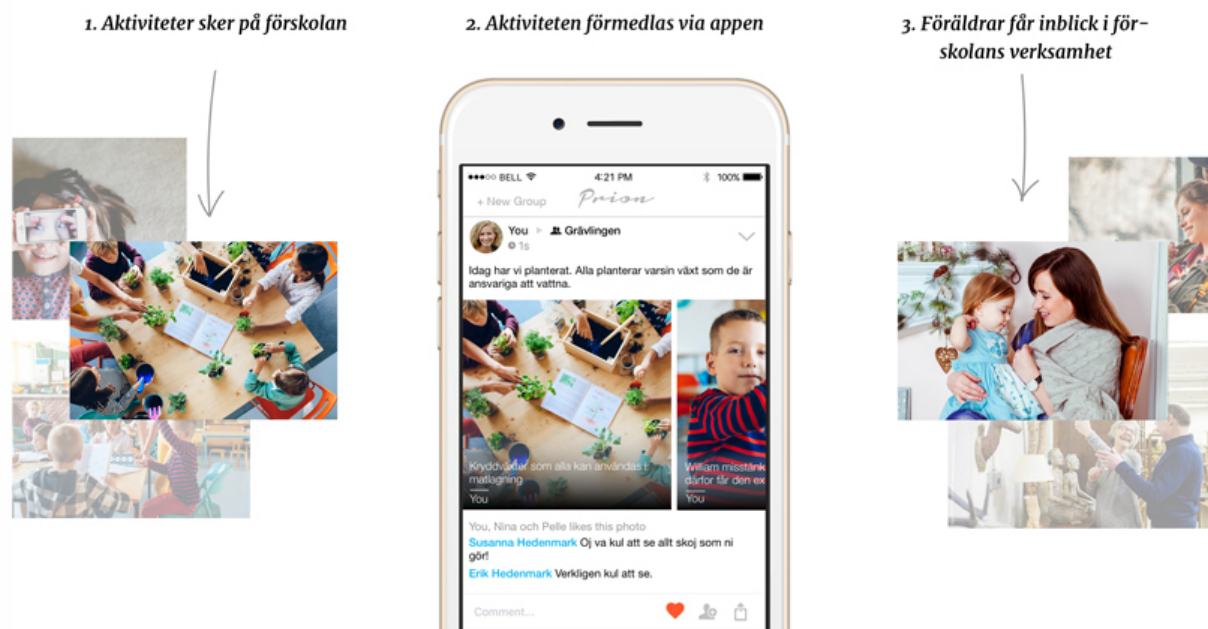 1. Aktiviteter sker på förskolan
2. Aktiviteten förmedlas via appen
3. Föräldrar får inblick i för-
skolans verksamhet
BELL
4:21 PM
100%
+ New Group
Prion
You
Grävlingen
1s
Idag har vi planterat. Alla planterar varsin växt som de är
ansvariga att vattna.
Kryddväxter som alla kan användas i
matlagning
You
William misstänk
därför får den ex
You
You, Nina och Pelle likes this photo
Susanna Hedenmark Oj va kul att se allt skoj som ni
gör!
Erik Hedenmark Verkligen kul att se.
Comment...